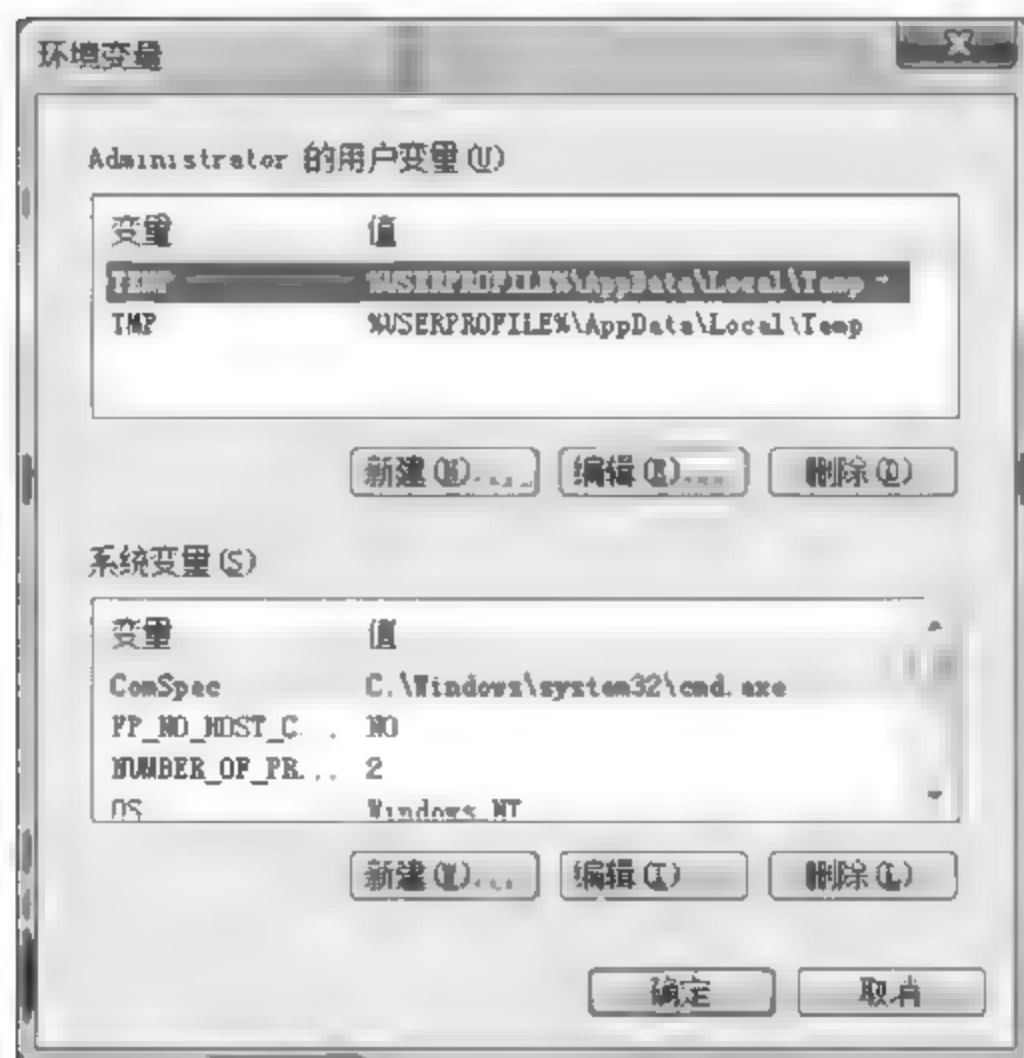 环境变量
Administrator 的用户变量(U)
变量 值
TEMP %USERPROFILE%\AppData\Local\Temp
TMP %USERPROFILE%\AppData\Local\Temp
新建(N)... 编辑(E)... 删除(D)
系统变量(S)
变量 值
ComSpec C:\Windows\system32\cmd.exe
FP_NO_HOST_C... NO
NUMBER_OF_PR... 2
OS Windows_NT
新建(W)... 编辑(I) 删除(L)
确定 取消